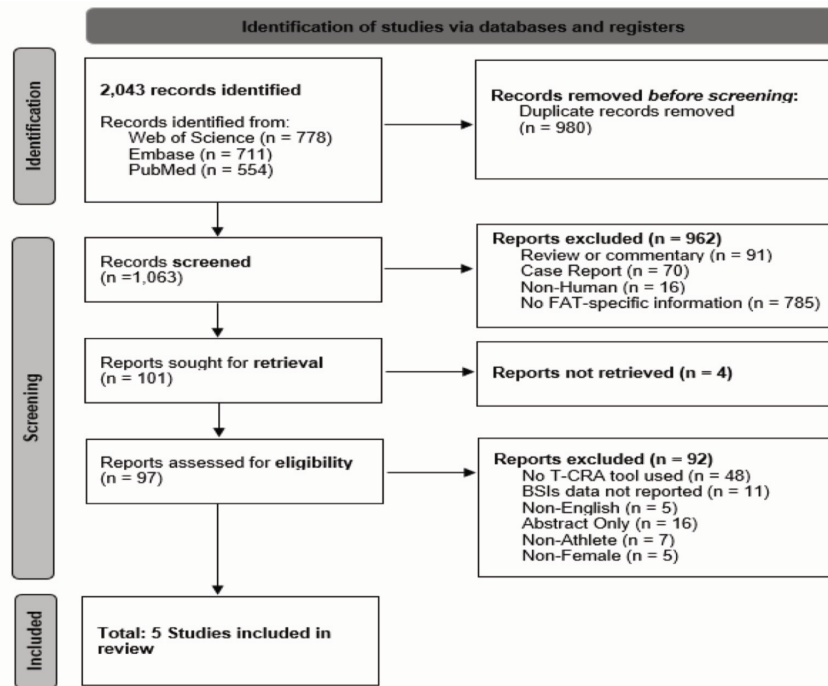 Identification of studies via databases and registers
Identification
2,043 records identified
Records identified from:
Web of Science (n = 778)
Embase (n = 711)
PubMed (n = 554)
Records removed before screening:
Duplicate records removed
(n = 980)
Screening
Records screened
(n =1,063)
Reports excluded (n = 962)
Review or commentary (n = 91)
Case Report (n = 70)
Non-Human (n = 16)
No FAT-specific information (n = 785)
Reports sought for retrieval
(n = 101)
Reports not retrieved (n = 4)
Reports assessed for eligibility
(n = 97)
Reports excluded (n = 92)
No T-CRA tool used (n = 48)
BSIs data not reported (n = 11)
Non-English (n = 5)
Abstract Only (n = 16)
Non-Athlete (n = 7)
Non-Female (n = 5)
Included
Total: 5 Studies included in
review